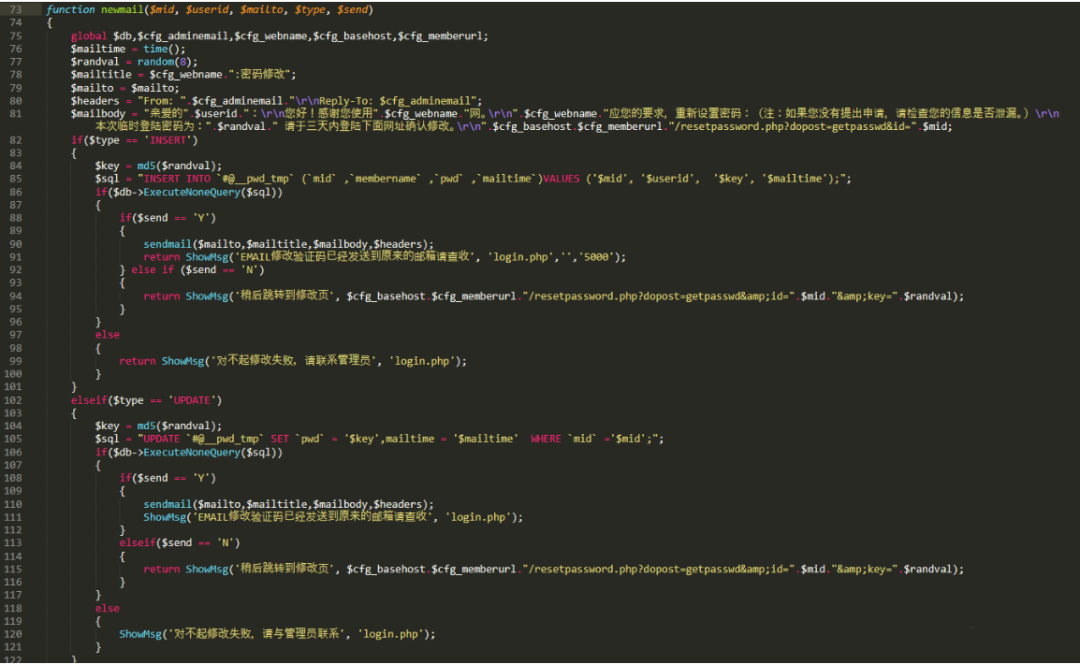 73 function newmail($mid, $userid, $mailto, $type, $send)
74 {
75 global $db,$cfg_adminemail,$cfg_webname,$cfg_basehost,$cfg_memberurl;
76 $mailtime = time();
77 $randval = random(8);
78 $mailtitle = $cfg_webname.":密码修改";
79 $mailto = $mailto;
80 $headers = "From: ".$cfg_adminemail."\r\nReply-To: $cfg_adminemail";
81 $mailbody = "亲爱的".$userid.":\r\n您好!感谢您使用".$cfg_webname."网。\r\n".$cfg_webname."应您的要求,重新设置密码:(注:如果您没有提出申请,请检查您的信息是否泄漏。)\r\n
本次临时登陆密码为:".$randval." 请于三天内登陆下面网址确认修改。\r\n".$cfg_basehost.$cfg_memberurl."/resetpassword.php?dopost=getpasswd&id=".$mid;
82 if($type == 'INSERT')
83 {
84 $key = md5($randval);
85 $sql = "INSERT INTO `#@__pwd_tmp` (`mid` ,`membername` ,`pwd` ,`mailtime`)VALUES ('$mid', '$userid',  '$key', '$mailtime');";
86 if($db->ExecuteNoneQuery($sql))
87 {
88 if($send == 'Y')
89 {
90 sendmail($mailto,$mailtitle,$mailbody,$headers);
91 return ShowMsg('EMAIL修改验证码已经发送到原来的邮箱请查收', 'login.php','','5000');
92 } else if ($send == 'N')
93 {
94 return ShowMsg('稍后跳转到修改页', $cfg_basehost.$cfg_memberurl."/resetpassword.php?dopost=getpasswd&amp;id=".$mid."&amp;key=".$randval);
95 }
96 }
97 else
98 {
99 return ShowMsg('对不起修改失败,请联系管理员', 'login.php');
100 }
101 }
102 elseif($type == 'UPDATE')
103 {
104 $key = md5($randval);
105 $sql = "UPDATE `#@__pwd_tmp` SET `pwd` = '$key',mailtime = '$mailtime'  WHERE `mid` ='$mid';";
106 if($db->ExecuteNoneQuery($sql))
107 {
108 if($send == 'Y')
109 {
110 sendmail($mailto,$mailtitle,$mailbody,$headers);
111 ShowMsg('EMAIL修改验证码已经发送到原来的邮箱请查收', 'login.php');
112 }
113 elseif($send == 'N')
114 {
115 return ShowMsg('稍后跳转到修改页', $cfg_basehost.$cfg_memberurl."/resetpassword.php?dopost=getpasswd&amp;id=".$mid."&amp;key=".$randval);
116 }
117 }
118 else
119 {
120 ShowMsg('对不起修改失败,请与管理员联系', 'login.php');
121 }
122 }